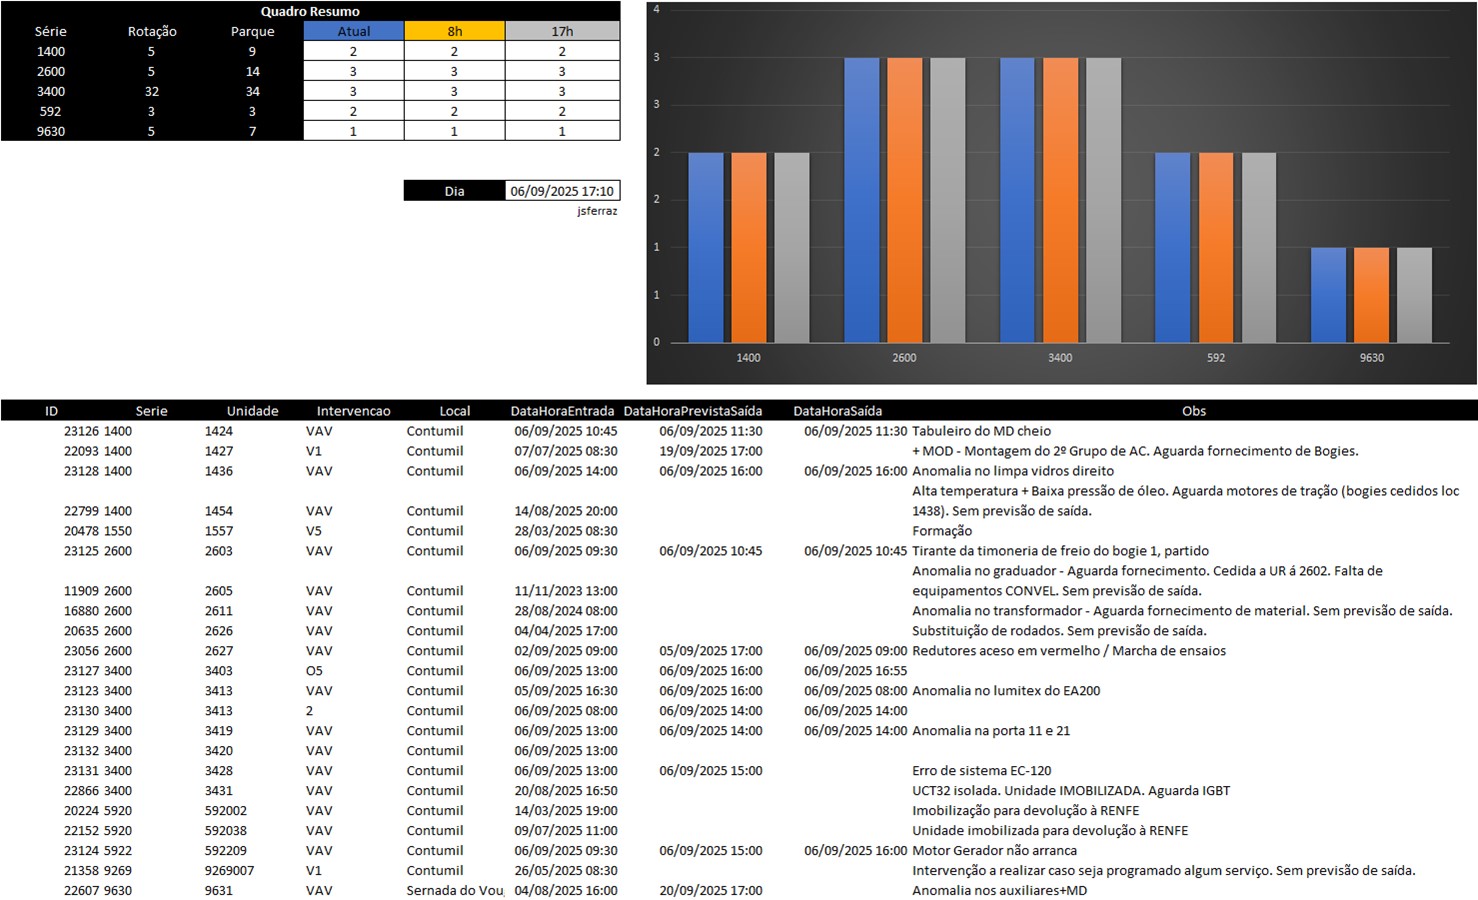 Quadro Resumo
Série Rotação Parque Atual 8h 17h
1400 5 9 2 2 2
2600 5 14 3 3 3
3400 32 34 3 3 3
592 3 3 2 2 2
9630 5 7 1 1 1
Dia 06/09/2025 17:10
jsferraz
4
3
3
2
2
1
1
0
1400 2600 3400 592 9630
ID Serie Unidade Intervencao Local DataHoraEntrada DataHoraPrevistaSaída DataHoraSaída Obs
23126 1400 1424 VAV Contumil 06/09/2025 10:45 06/09/2025 11:30 06/09/2025 11:30 Tabuleiro do MD cheio
22093 1400 1427 V1 Contumil 07/07/2025 08:30 19/09/2025 17:00 + MOD - Montagem do 2º Grupo de AC. Aguarda fornecimento de Bogies.
23128 1400 1436 VAV Contumil 06/09/2025 14:00 06/09/2025 16:00 06/09/2025 16:00 Anomalia no limpa vidros direito
Alta temperatura + Baixa pressão de óleo. Aguarda motores de tração (bogies cedidos loc
22799 1400 1454 VAV Contumil 14/08/2025 20:00 1438). Sem previsão de saída.
20478 1550 1557 V5 Contumil 28/03/2025 08:30 Formação
23125 2600 2603 VAV Contumil 06/09/2025 09:30 06/09/2025 10:45 06/09/2025 10:45 Tirante da timoneria de freio do bogie 1, partido
Anomalia no graduador - Aguarda fornecimento. Cedida a UR á 2602. Falta de
11909 2600 2605 VAV Contumil 11/11/2023 13:00 equipamentos CONVEL. Sem previsão de saída.
16880 2600 2611 VAV Contumil 28/08/2024 08:00 Anomalia no transformador - Aguarda fornecimento de material. Sem previsão de saída.
20635 2600 2626 VAV Contumil 04/04/2025 17:00 Substituição de rodados. Sem previsão de saída.
23056 2600 2627 VAV Contumil 02/09/2025 09:00 05/09/2025 17:00 06/09/2025 09:00 Redutores aceso em vermelho / Marcha de ensaios
23127 3400 3403 O5 Contumil 06/09/2025 13:00 06/09/2025 16:00 06/09/2025 16:55
23123 3400 3413 VAV Contumil 05/09/2025 16:30 06/09/2025 16:00 06/09/2025 08:00 Anomalia no lumitex do EA200
23130 3400 3413 2 Contumil 06/09/2025 08:00 06/09/2025 14:00 06/09/2025 14:00
23129 3400 3419 VAV Contumil 06/09/2025 13:00 06/09/2025 14:00 06/09/2025 14:00 Anomalia na porta 11 e 21
23132 3400 3420 VAV Contumil 06/09/2025 13:00
23131 3400 3428 VAV Contumil 06/09/2025 13:00 06/09/2025 15:00 Erro de sistema EC-120
22866 3400 3431 VAV Contumil 20/08/2025 16:50 UCT32 isolada. Unidade IMOBILIZADA. Aguarda IGBT
20224 5920 592002 VAV Contumil 14/03/2025 19:00 Imobilização para devolução à RENFE
22152 5920 592038 VAV Contumil 09/07/2025 11:00 Unidade imobilizada para devolução à RENFE
23124 5922 592209 VAV Contumil 06/09/2025 09:30 06/09/2025 15:00 06/09/2025 16:00 Motor Gerador não arranca
21358 9269 9269007 V1 Contumil 26/05/2025 08:30 Intervenção a realizar caso seja programado algum serviço. Sem previsão de saída.
22607 9630 9631 VAV Sernada do Vou 04/08/2025 16:00 20/09/2025 17:00 Anomalia nos auxiliares+MD